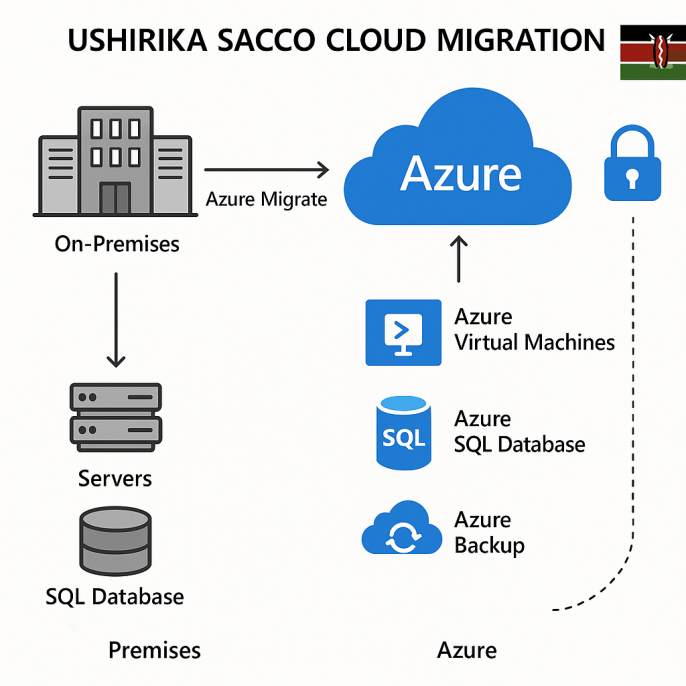 USHIRIKA SACCO CLOUD MIGRATION
Azure
Azure Migrate
On-Premises
Azure
Virtual Machines
Servers
SQL
Azure
SQL Database
Azure
Backup
SQL Database
Premises
Azure